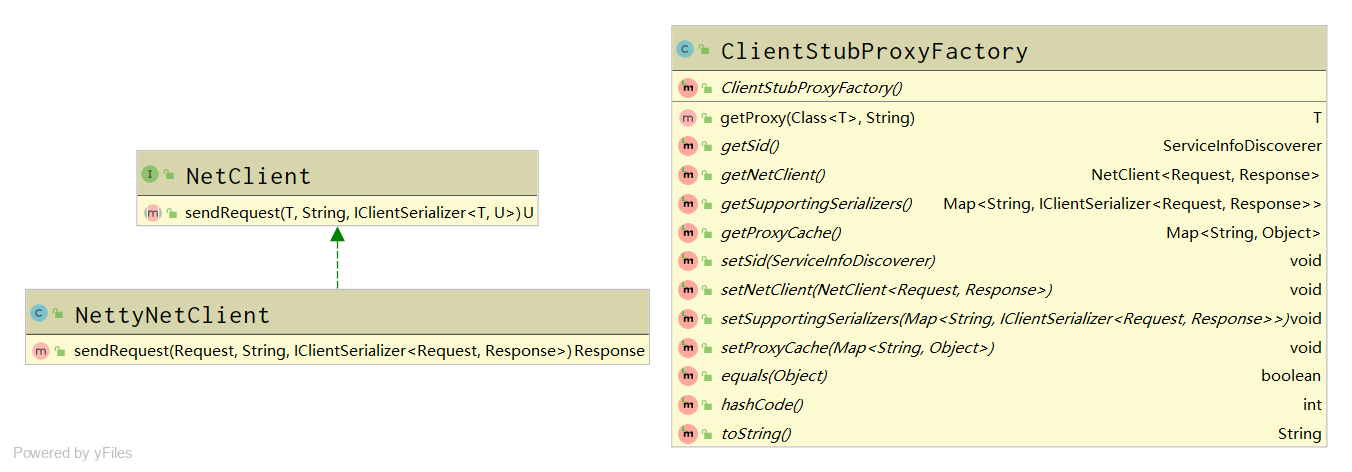 NetClient
sendRequest(T, String, IClientSerializer<T, U>) U
NettyNetClient
sendRequest(Request, String, IClientSerializer<Request, Response>) Response
ClientStubProxyFactory
ClientStubProxyFactory()
getProxy(Class<T>, String) T
getSid() ServiceInfoDiscoverer
getNetClient() NetClient<Request, Response>
getSupportingSerializers() Map<String, IClientSerializer<Request, Response>>
getProxyCache() Map<String, Object>
setSid(ServiceInfoDiscoverer) void
setNetClient(NetClient<Request, Response>) void
setSupportingSerializers(Map<String, IClientSerializer<Request, Response>>) void
setProxyCache(Map<String, Object>) void
equals(Object) boolean
hashCode() int
toString() String
Powered by yFiles